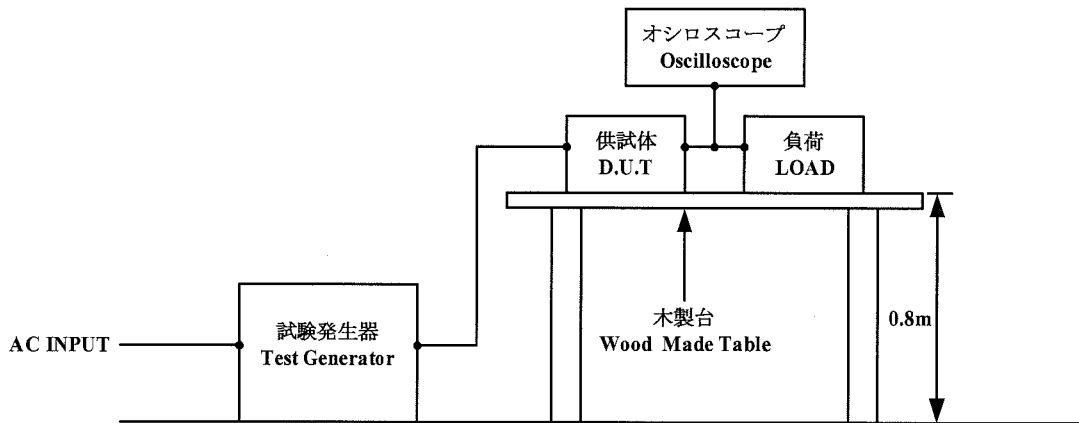 オシロスコープ
Oscilloscope
供試体
D.U.T
負荷
LOAD
試験発生器
Test Generator
AC INPUT
木製台
Wood Made Table
0.8m